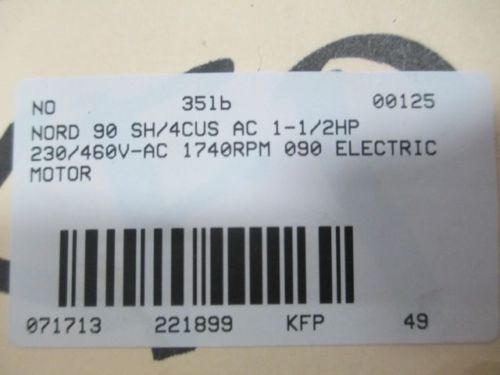 NO 35lb 00125
NORD 90 SH/4CUS AC 1-1/2HP
230/460V-AC 1740RPM 090 ELECTRIC
MOTOR
071713 221899 KFP 49